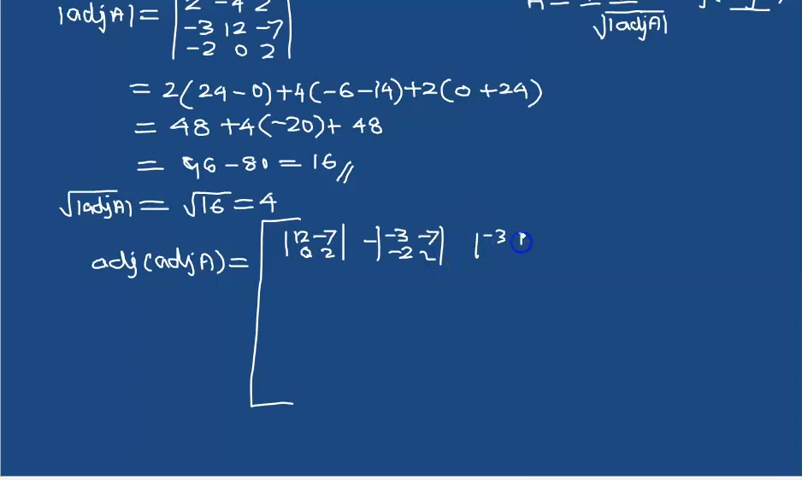 |adjA| = | 2 -4 2 |
| -3 12 -7 |
| -2 0 2 |
√|adjA|
= 2(24-0)+4(-6-14)+2(0+24)
= 48 +4(-20)+ 48
= 96-80 = 16//
√|adjA| = √16 = 4
adj(adjA) = [ |12 -7| -|-3 -7| |-3 1
|0 2| |-2 2|